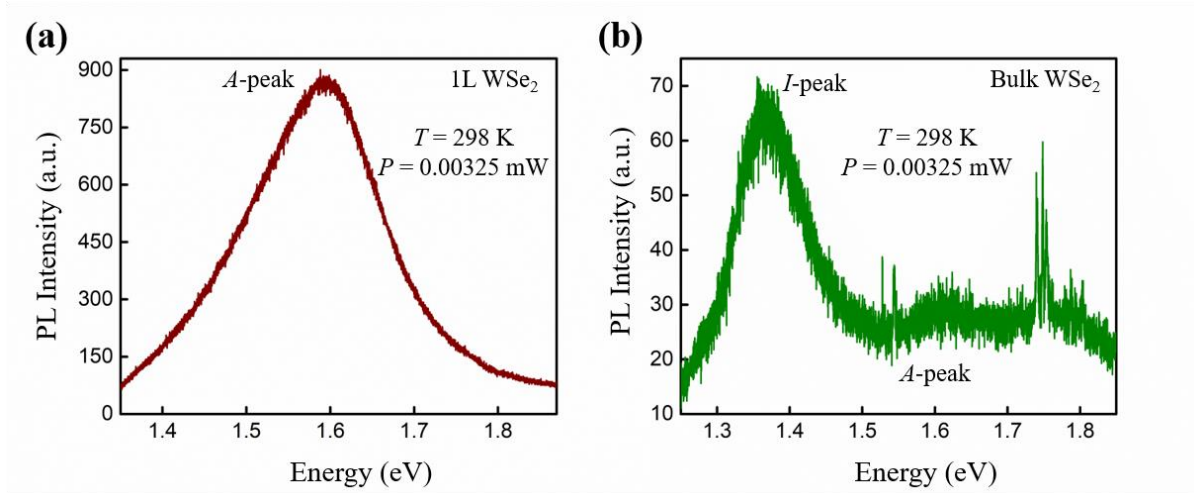 (a)
900
750
600
450
300
150
0
PL Intensity (a.u.)
A-peak
1L WSe₂
T = 298 K
P = 0.00325 mW
1.4 1.5 1.6 1.7 1.8
Energy (eV)
(b)
70
60
50
40
30
20
10
PL Intensity (a.u.)
I-peak
Bulk WSe₂
T = 298 K
P = 0.00325 mW
A-peak
1.3 1.4 1.5 1.6 1.7 1.8
Energy (eV)